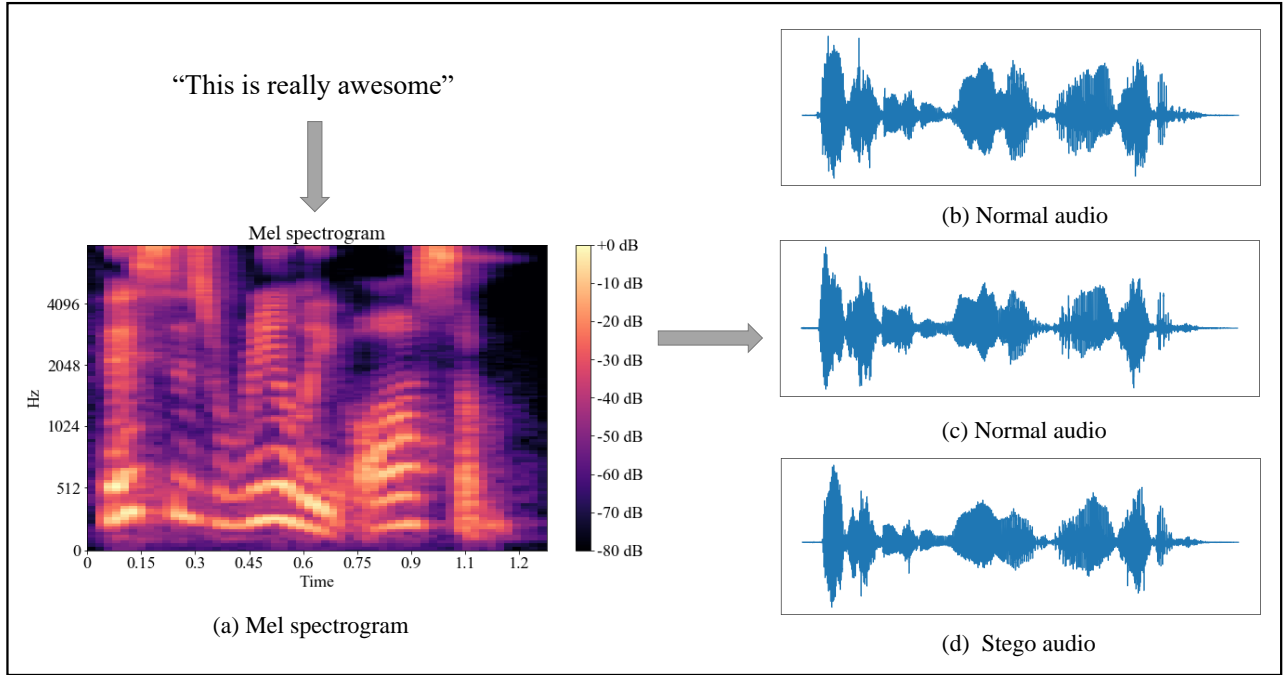 “This is really awesome”
Mel spectrogram
4096
2048
1024
512
0
Hz
0 0.15 0.3 0.45 0.6 0.75 0.9 1.1 1.2
Time
+0 dB
-10 dB
-20 dB
-30 dB
-40 dB
-50 dB
-60 dB
-70 dB
-80 dB
(a) Mel spectrogram
(b) Normal audio
(c) Normal audio
(d) Stego audio